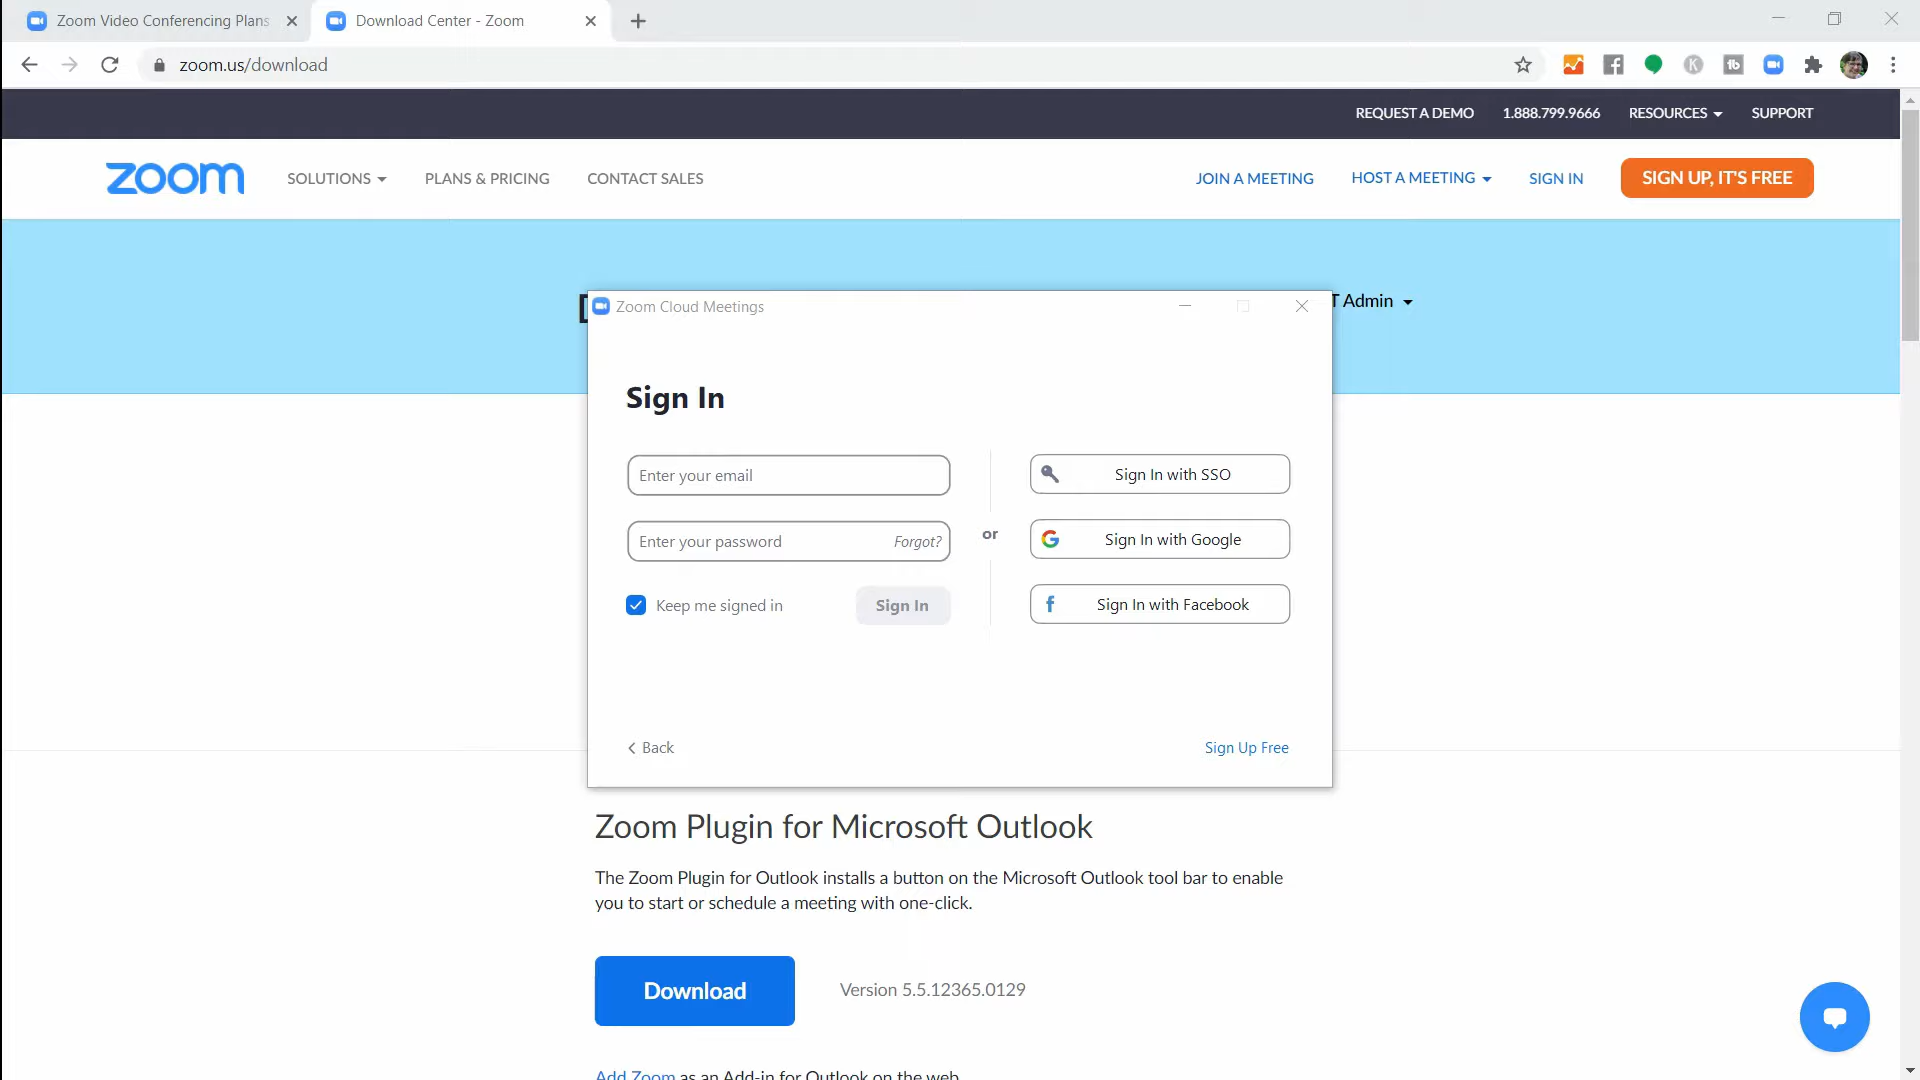 Zoom Video Conferencing Plans
Download Center - Zoom
zoom.us/download
REQUEST A DEMO 1.888.799.9666 RESOURCES SUPPORT
zoom SOLUTIONS PLANS & PRICING CONTACT SALES JOIN A MEETING HOST A MEETING SIGN IN SIGN UP, IT'S FREE
T Admin
Zoom Cloud Meetings
Sign In
Enter your email
Enter your password Forgot?
Keep me signed in Sign In
or
Sign In with SSO
Sign In with Google
Sign In with Facebook
Back
Sign Up Free
Zoom Plugin for Microsoft Outlook
The Zoom Plugin for Outlook installs a button on the Microsoft Outlook tool bar to enable
you to start or schedule a meeting with one-click.
Download Version 5.5.12365.0129
Add Zoom as an Add-in for Outlook on the web